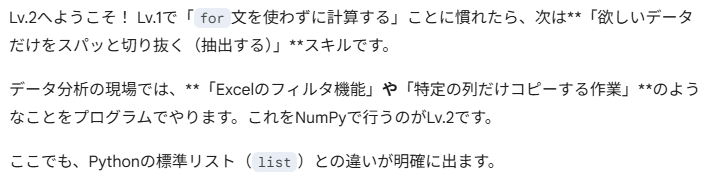 Lv.2へようこそ！ Lv.1で「for文を使わずに計算する」ことに慣れたら、次は**「欲しいデータ
だけをスパッと切り抜く（抽出する）」**スキルです。
データ分析の現場では、**「Excelのフィルタ機能」や「特定の列だけコピーする作業」**のよう
なことをプログラムでやります。これをNumPyで行うのがLv.2です。
ここでも、Pythonの標準リスト（list）との違いが明確に出ます。